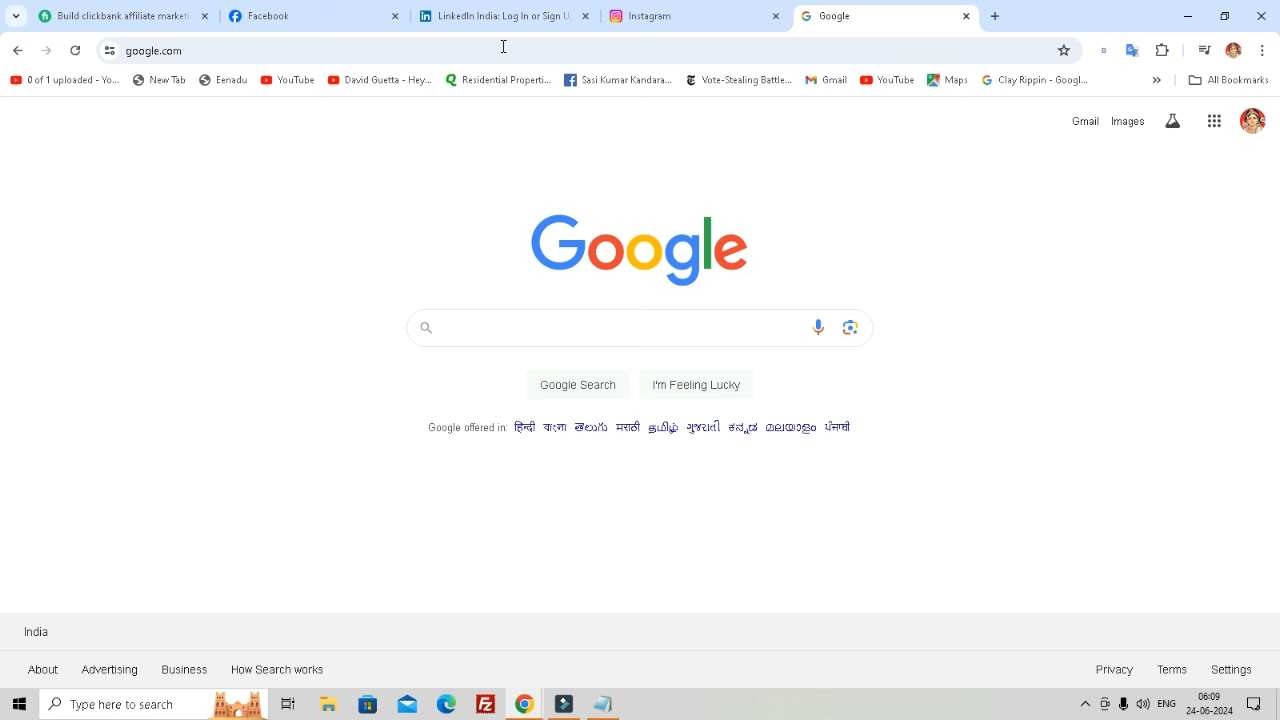 Build clickbank affiliate market Facebook LinkedIn India: Log In or Sign U Instagram Google
google.com
0 of 1 uploaded - Yo... New Tab Eenadu YouTube David Guetta - Hey,... Residential Properti... Sasi Kumar Kandara... Vote-Stealing Battle... Gmail YouTube Maps Clay Rippin - Googl... » All Bookmarks
Gmail Images
Google
Google Search I'm Feeling Lucky
Google offered in: हिन्दी বাংলা తెలుగు मराठी தமிழ் ગુજરાતી ಕನ್ನಡ മലയാളം ਪੰਜਾਬੀ
India
About Advertising Business How Search works Privacy Terms Settings
Type here to search ENG 06:09
24-06-2024